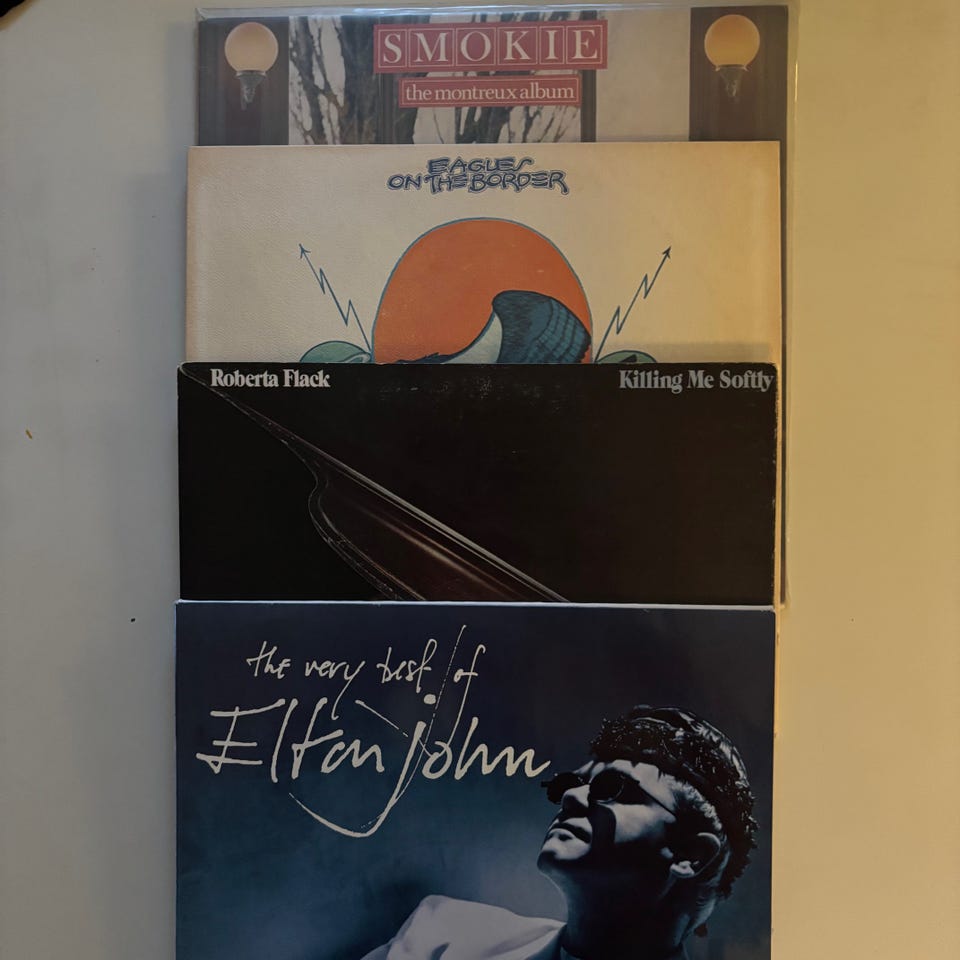 SMOKIE
the montreux album
EAGLES
ON THE BORDER
Roberta Flack
Killing Me Softly
the very best of
Elton john